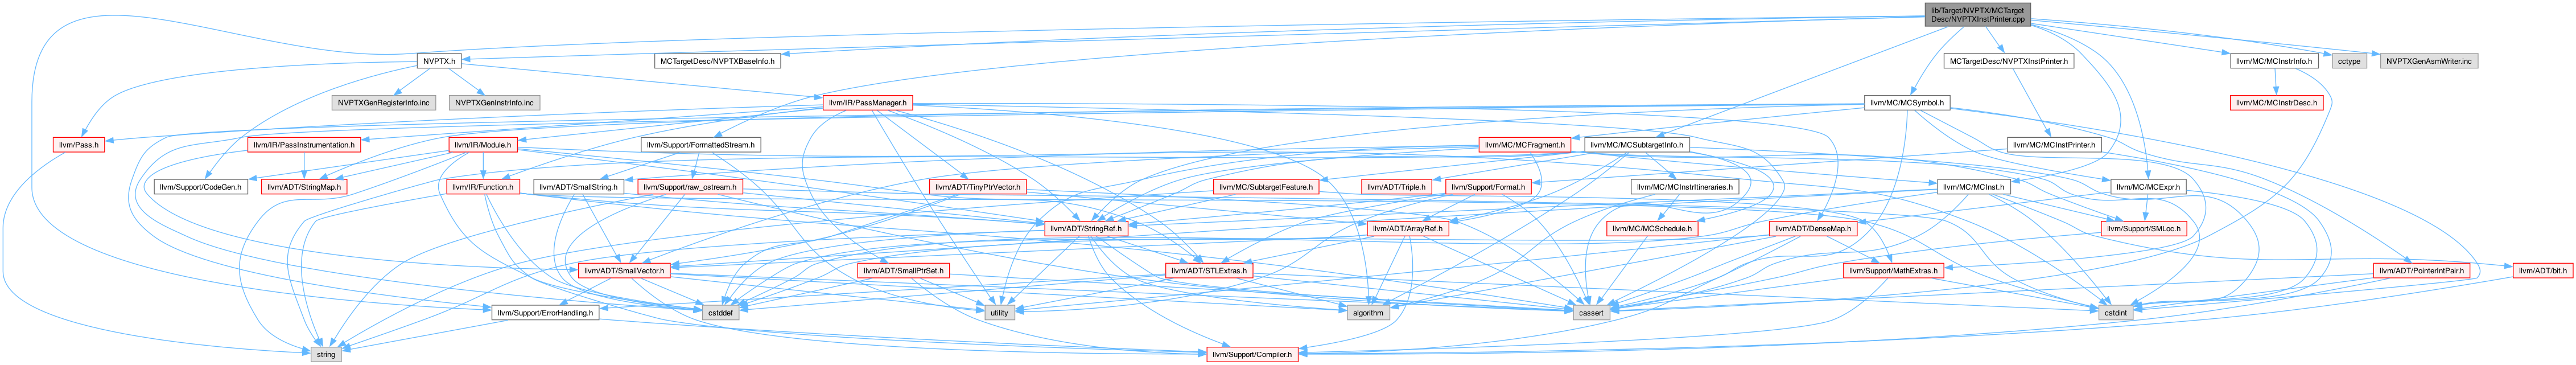 lib/Target/NVPTX/MCTarget
Desc/NVPTXInstPrinter.cpp
NVPTX.h
MCTargetDesc/NVPTXBaseInfo.h
MCTargetDesc/NVPTXInstPrinter.h
llvm/MC/MCInstrInfo.h
cctype
NVPTXGenAsmWriter.inc
NVPTXGenRegisterInfo.inc
NVPTXGenInstrInfo.inc
llvm/IR/PassManager.h
llvm/MC/MCSymbol.h
llvm/MC/MCInstrDesc.h
llvm/Pass.h
llvm/IR/PassInstrumentation.h
llvm/IR/Module.h
llvm/Support/FormattedStream.h
llvm/MC/MCFragment.h
llvm/MC/MCSubtargetInfo.h
llvm/MC/MCInstPrinter.h
llvm/Support/CodeGen.h
llvm/ADT/StringMap.h
llvm/IR/Function.h
llvm/ADT/SmallString.h
llvm/Support/raw_ostream.h
llvm/ADT/TinyPtrVector.h
llvm/MC/SubtargetFeature.h
llvm/ADT/Triple.h
llvm/Support/Format.h
llvm/MC/MCInstrItineraries.h
llvm/MC/MCInst.h
llvm/MC/MCExpr.h
llvm/ADT/StringRef.h
llvm/ADT/ArrayRef.h
llvm/MC/MCSchedule.h
llvm/ADT/DenseMap.h
llvm/Support/SMLoc.h
llvm/ADT/SmallVector.h
llvm/ADT/SmallPtrSet.h
llvm/ADT/STLExtras.h
llvm/Support/MathExtras.h
llvm/ADT/PointerIntPair.h
llvm/ADT/bit.h
llvm/Support/ErrorHandling.h
cstddef
utility
algorithm
cassert
cstdint
string
llvm/Support/Compiler.h